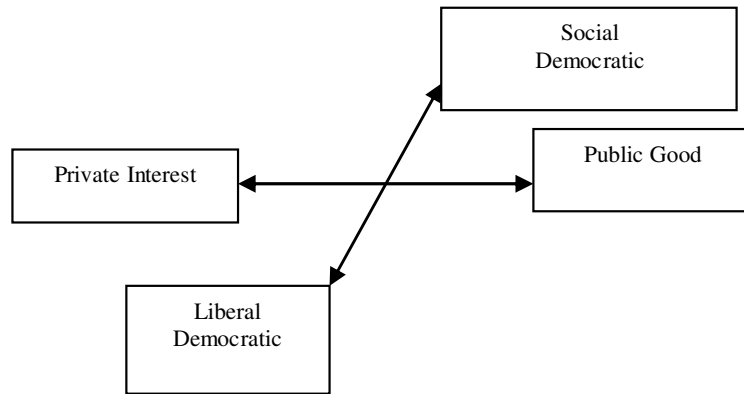 Social
Democratic
Public Good
Private Interest
Liberal
Democratic